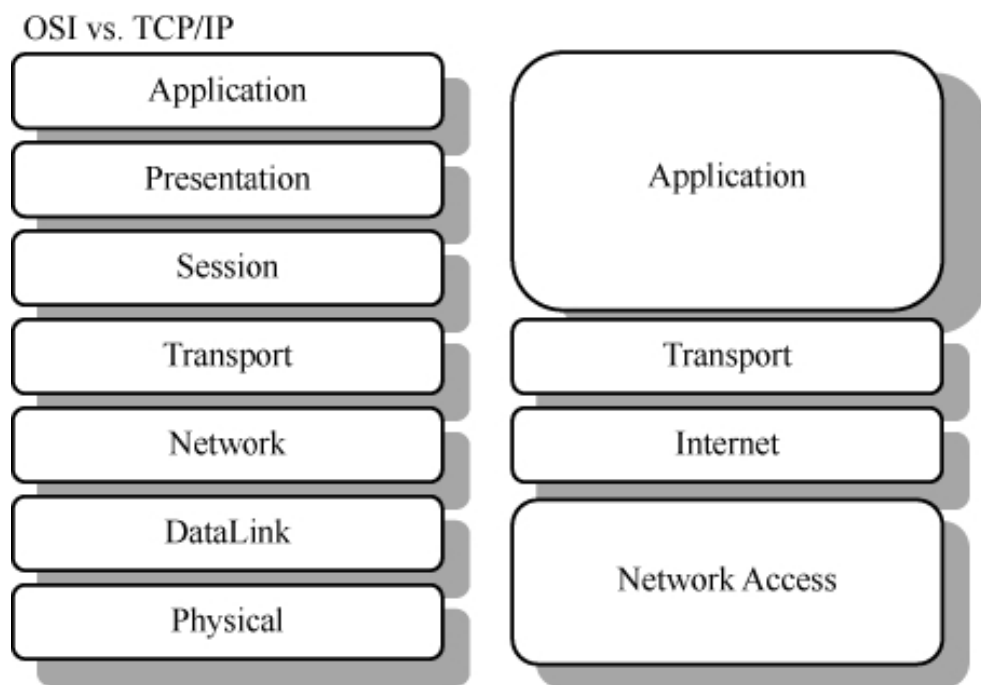 OSI vs. TCP/IP
Application
Presentation
Session
Transport
Network
DataLink
Physical
Application
Transport
Internet
Network Access